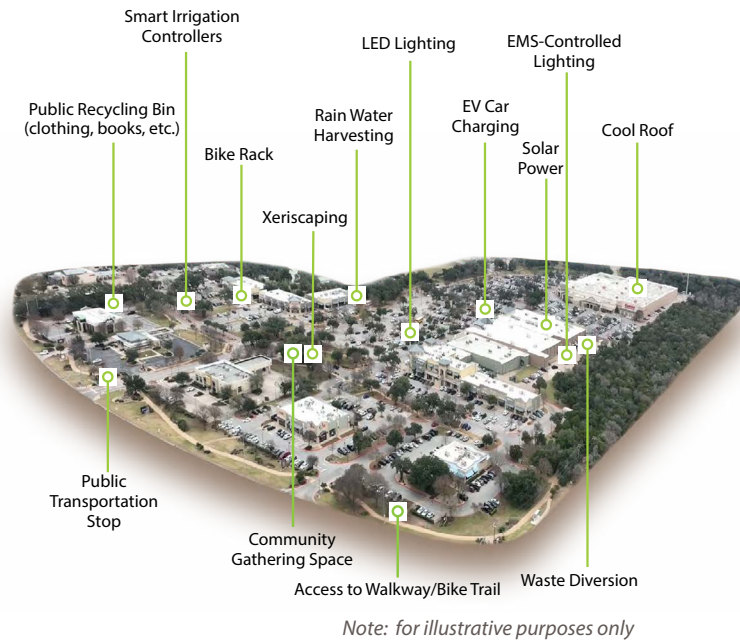 Smart Irrigation
Controllers
LED Lighting
EMS-Controlled
Lighting
Public Recycling Bin
(clothing, books, etc.)
Rain Water
Harvesting
EV Car
Charging
Cool Roof
Bike Rack
Solar
Power
Xeriscaping
Public
Transportation
Stop
Community
Gathering Space
Access to Walkway/Bike Trail
Waste Diversion
Note: for illustrative purposes only